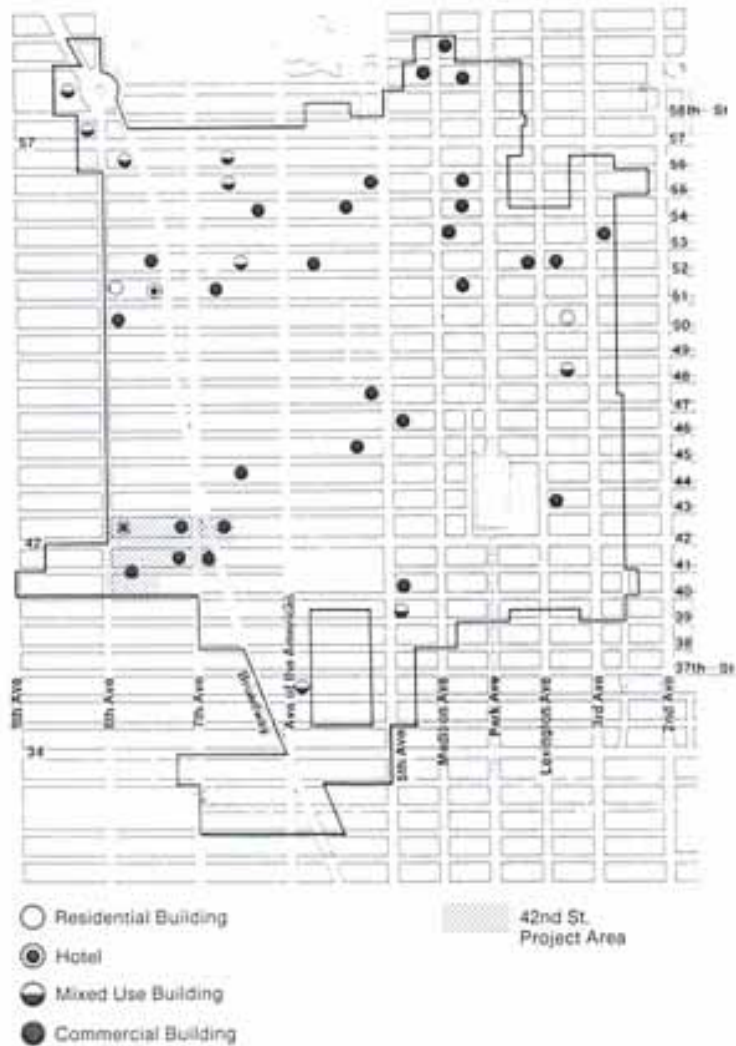 58th St
57
57
56
55
54
53
52
51
50
49
48
47
46
45
44
43
42
42
41
40
39
38
37th St
8th Ave
7th Ave
Broadway
Ave of the Americas
5th Ave
Madison Ave
Park Ave
Lexington Ave
3rd Ave
2nd Ave
34
Residential Building
42nd St.
Project Area
Hotel
Mixed Use Building
Commercial Building